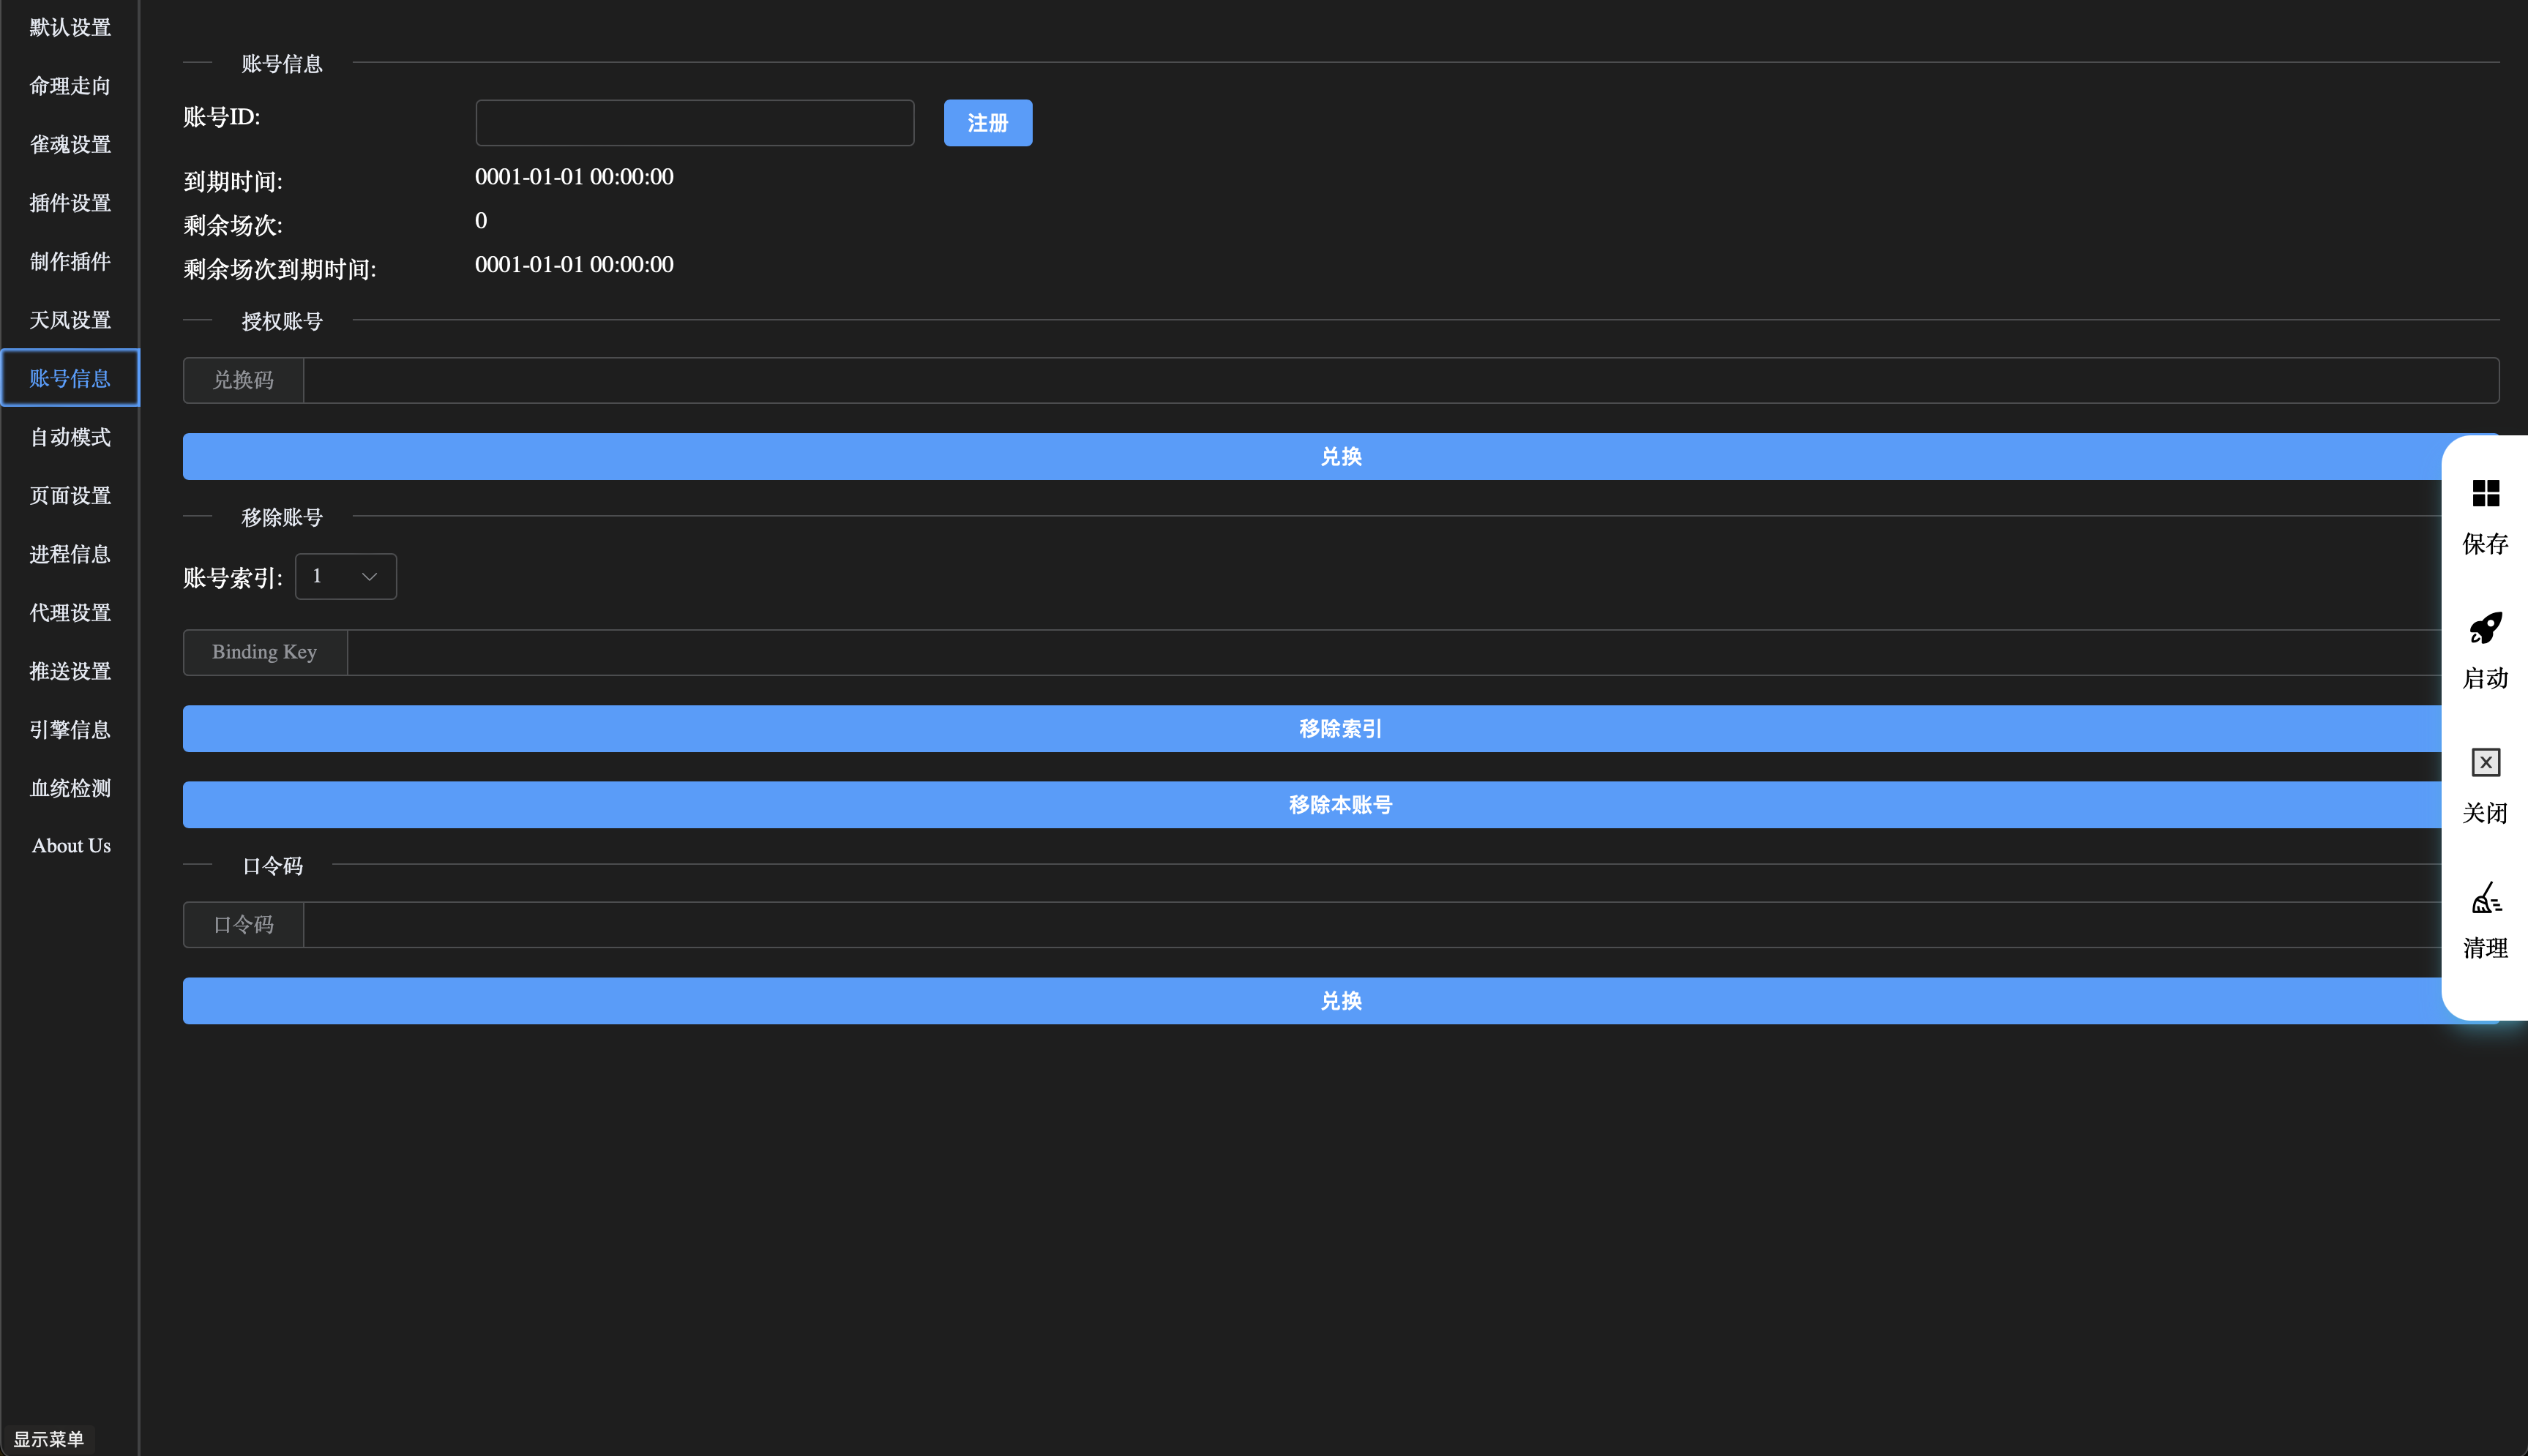 默认设置
命理走向
雀魂设置
插件设置
制作插件
天凤设置
账号信息
自动模式
页面设置
进程信息
代理设置
推送设置
引擎信息
血统检测
About Us
显示菜单
账号信息
账号ID:
注册
到期时间: 0001-01-01 00:00:00
剩余场次: 0
剩余场次到期时间: 0001-01-01 00:00:00
授权账号
兑换码
兑换
移除账号
账号索引: 1
Binding Key
移除索引
移除本账号
口令码
口令码
兑换
保存
启动
关闭
清理